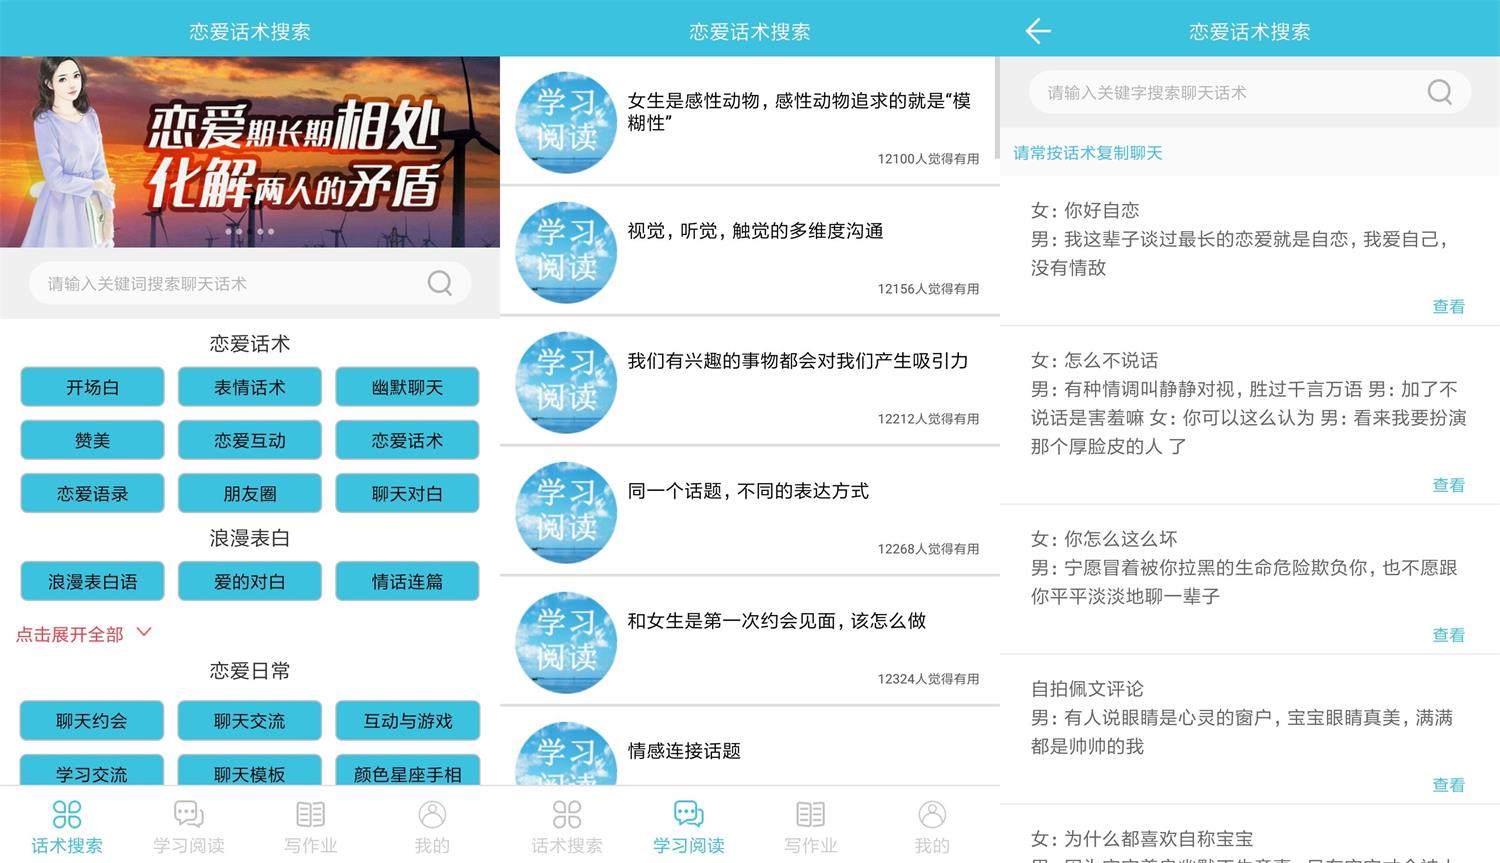 恋爱话术搜索
恋爱期长期相处
化解两人的矛盾
请输入关键词搜索聊天话术
恋爱话术
开场白
表情话术
幽默聊天
赞美
恋爱互动
恋爱话术
恋爱语录
朋友圈
聊天对白
浪漫表白
浪漫表白语
爱的对白
情话连篇
点击展开全部
恋爱日常
聊天约会
聊天交流
互动与游戏
学习交流
聊天模板
颜色星座手相
话术搜索
学习阅读
写作业
我的
恋爱话术搜索
学习
阅读
女生是感性动物，感性动物追求的就是“模
糊性”
12100人觉得有用
学习
阅读
视觉，听觉，触觉的多维度沟通
12156人觉得有用
学习
阅读
我们有兴趣的事物都会对我们产生吸引力
12212人觉得有用
学习
阅读
同一个话题，不同的表达方式
12268人觉得有用
学习
阅读
和女生是第一次约会见面，该怎么做
12324人觉得有用
学习
阅读
情感连接话题
话术搜索
学习阅读
写作业
我的
恋爱话术搜索
请输入关键字搜索聊天话术
请常按话术复制聊天
女：你好自恋
男：我这辈子谈过最长的恋爱就是自恋，我爱自己，
没有情敌
查看
女：怎么不说话
男：有种情调叫静静对视，胜过千言万语 男：加了不
说话是害羞嘛 女：你可以这么认为 男：看来我要扮演
那个厚脸皮的人 了
查看
女：你怎么这么坏
男：宁愿冒着被你拉黑的生命危险欺负你，也不愿跟
你平平淡淡地聊一辈子
查看
自拍佩文评论
男：有人说眼睛是心灵的窗户，宝宝眼睛真美，满满
都是帅帅的我
查看
女：为什么都喜欢自称宝宝